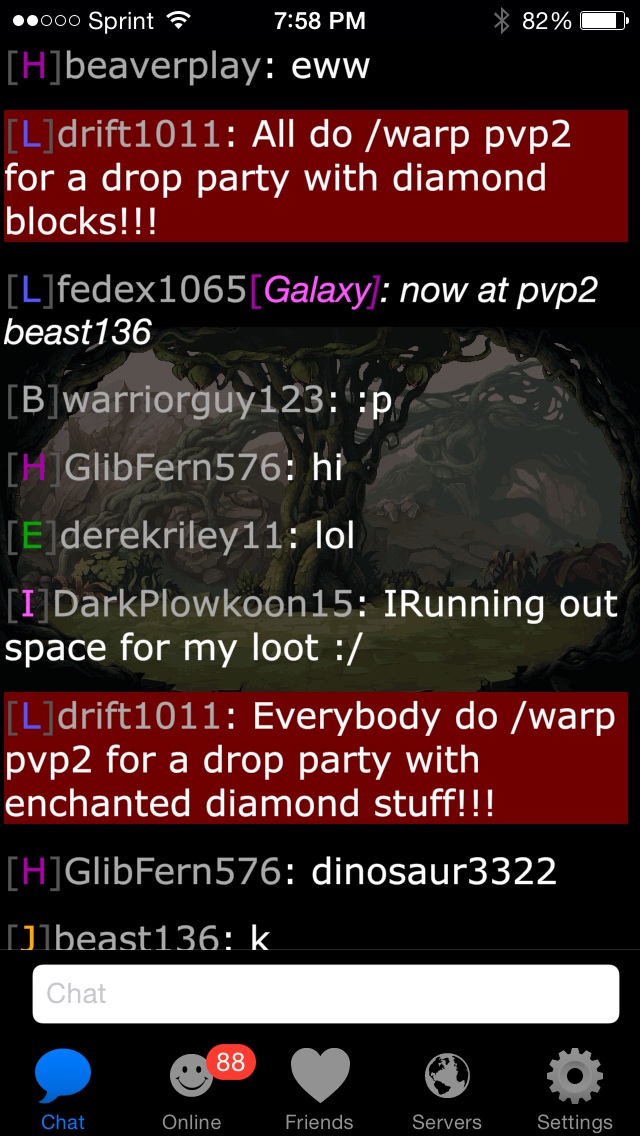 Sprint 7:58 PM 82%
[H]beaverplay: eww
[L]drift1011: All do /warp pvp2
for a drop party with diamond
blocks!!!
[L]fedex1065[Galaxy]: now at pvp2
beast136
[B]warriorguy123: :p
[H]GlibFern576: hi
[E]derekriley11: lol
[I]DarkPlowkoon15: IRunning out
space for my loot :/
[L]drift1011: Everybody do /warp
pvp2 for a drop party with
enchanted diamond stuff!!!
[H]GlibFern576: dinosaur3322
[J]beast136: k
Chat
88
Chat Online Friends Servers Settings